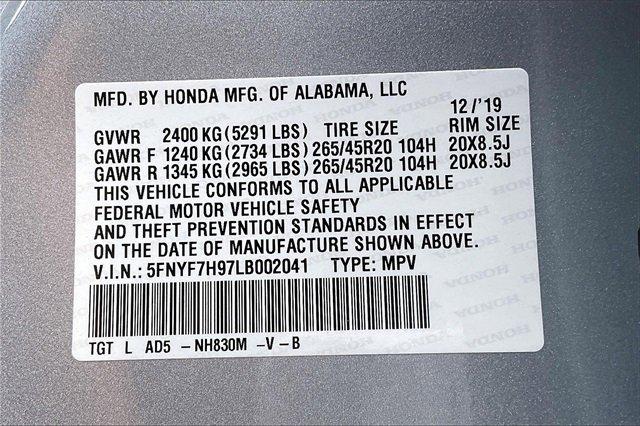 MFD. BY HONDA MFG. OF ALABAMA, LLC
12/'19
GVWR 2400 KG (5291 LBS) TIRE SIZE RIM SIZE
GAWR F 1240 KG (2734 LBS) 265/45R20 104H 20X8.5J
GAWR R 1345 KG (2965 LBS) 265/45R20 104H 20X8.5J
THIS VEHICLE CONFORMS TO ALL APPLICABLE
FEDERAL MOTOR VEHICLE SAFETY
AND THEFT PREVENTION STANDARDS IN EFFECT
ON THE DATE OF MANUFACTURE SHOWN ABOVE.
V.I.N.: 5FNYF7H97LB002041 TYPE: MPV
TGT L AD5 - NH830M - V - B